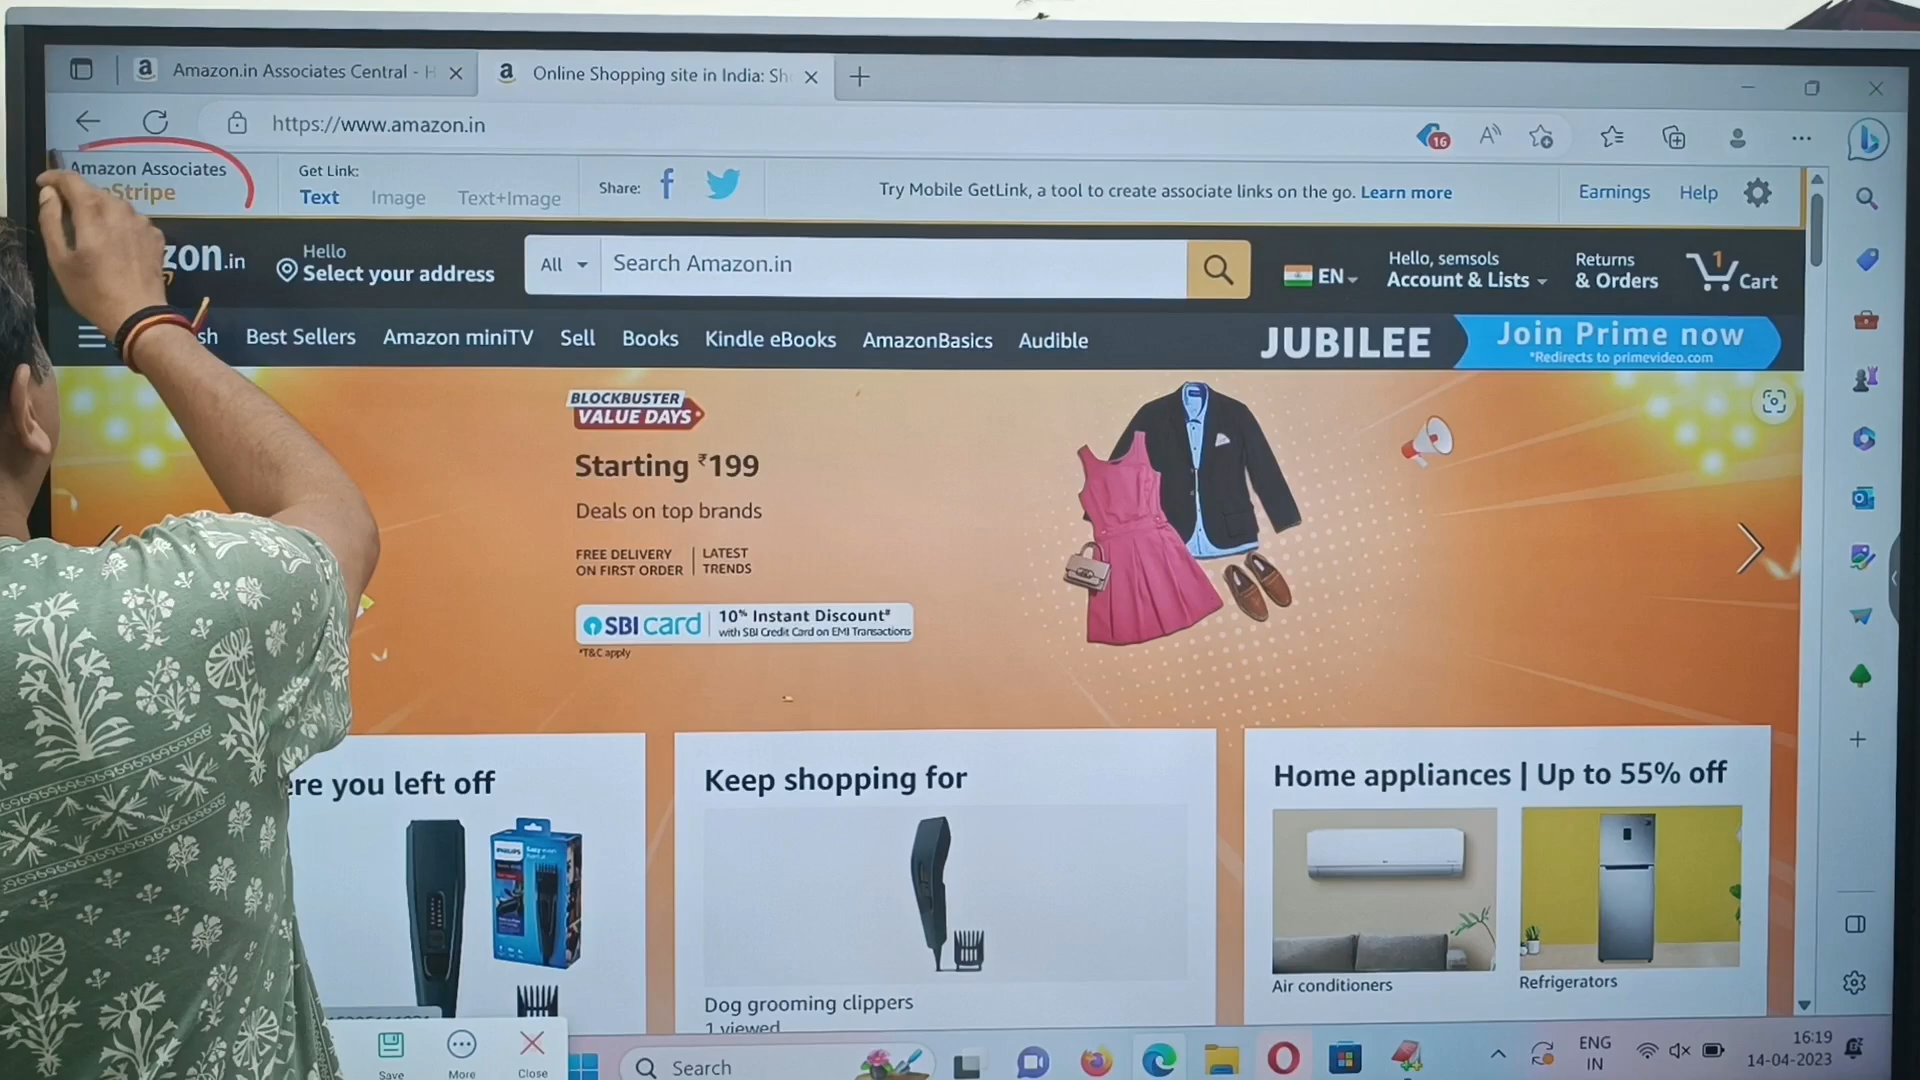 Amazon.in Associates Central - H
Online Shopping site in India: Sh
https://www.amazon.in
16
Amazon Associates
Stripe
Get Link:
Text Image Text+Image
Share:
Try Mobile GetLink, a tool to create associate links on the go. Learn more
Earnings Help
zon.in
Hello
Select your address
All Search Amazon.in
EN
Hello, semsols
Account & Lists
Returns
& Orders
1
Cart
sh Best Sellers Amazon miniTV Sell Books Kindle eBooks AmazonBasics Audible
JUBILEE
Join Prime now
*Redirects to primevideo.com
BLOCKBUSTER
VALUE DAYS
Starting ₹199
Deals on top brands
FREE DELIVERY
ON FIRST ORDER
LATEST
TRENDS
SBI card
10% Instant Discount#
with SBI Credit Card on EMI Transactions
*T&C apply
ere you left off
PHILIPS
Keep shopping for
Dog grooming clippers
1 viewed
Home appliances | Up to 55% off
Air conditioners
Refrigerators
Save
More
Close
Search
ENG
IN
16:19
14-04-2023